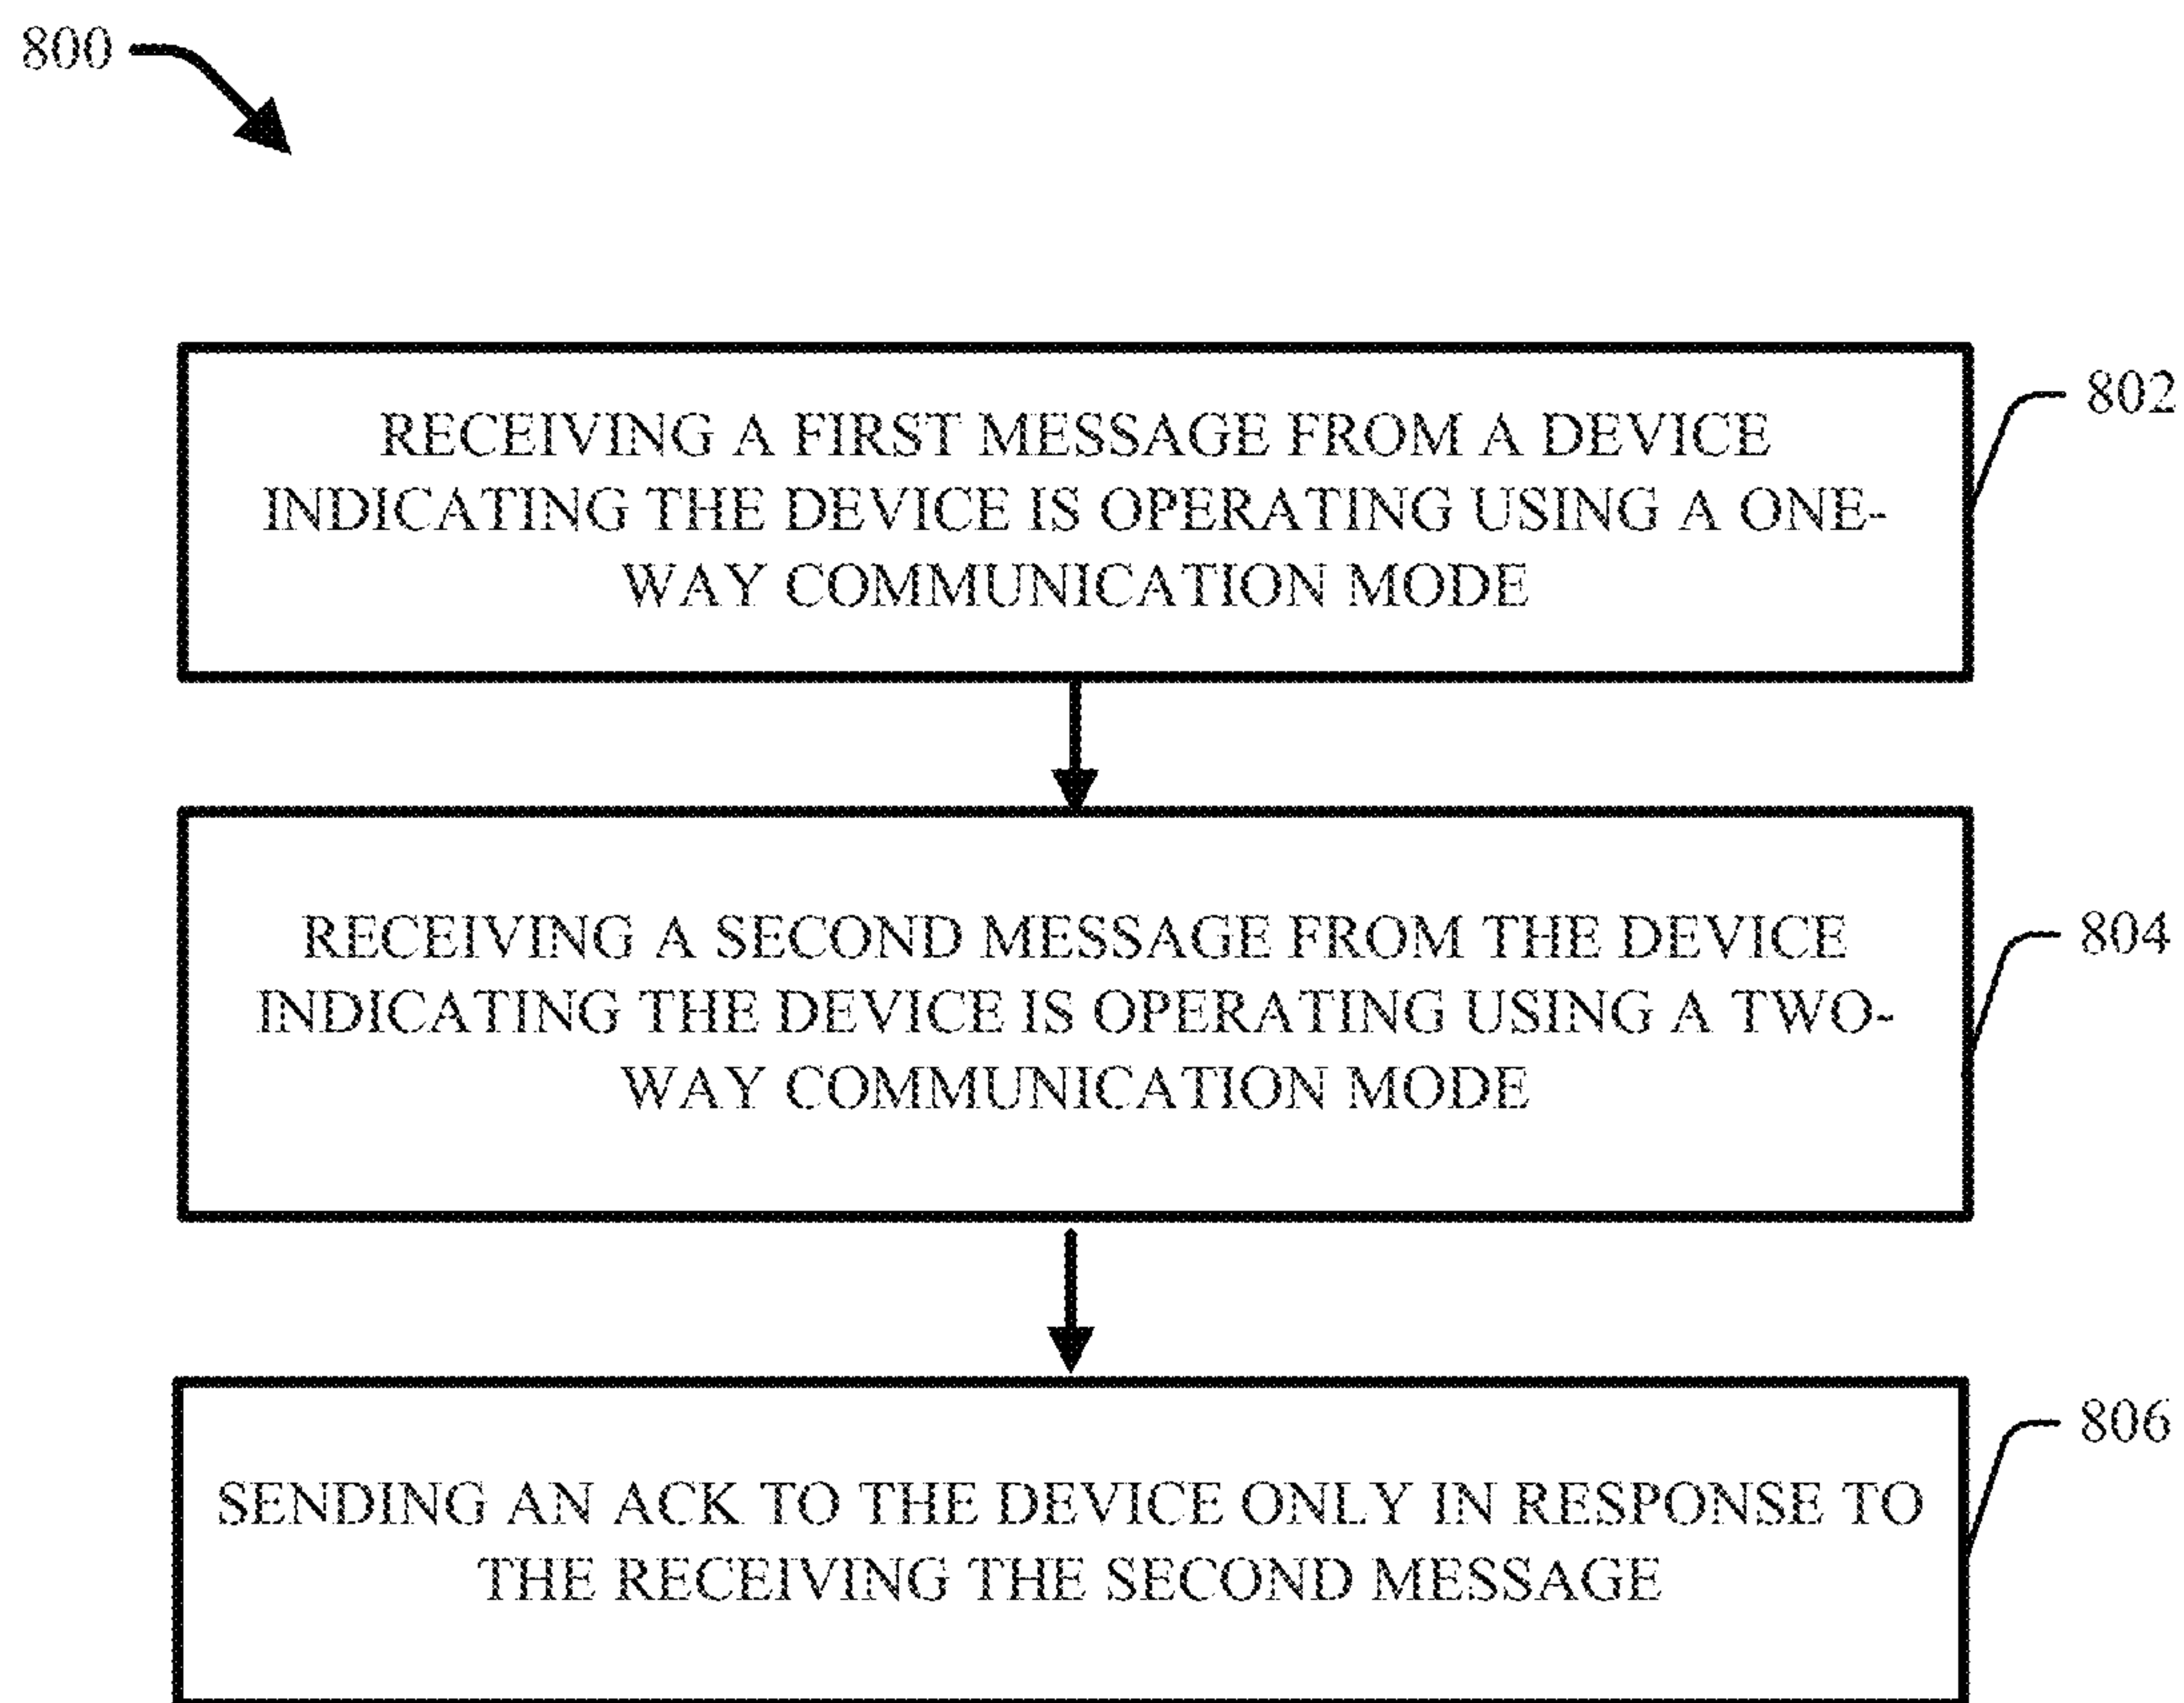 800
802
RECEIVING A FIRST MESSAGE FROM A DEVICE
INDICATING THE DEVICE IS OPERATING USING A ONE-
WAY COMMUNICATION MODE
804
RECEIVING A SECOND MESSAGE FROM THE DEVICE
INDICATING THE DEVICE IS OPERATING USING A TWO-
WAY COMMUNICATION MODE
806
SENDING AN ACK TO THE DEVICE ONLY IN RESPONSE TO
THE RECEIVING THE SECOND MESSAGE